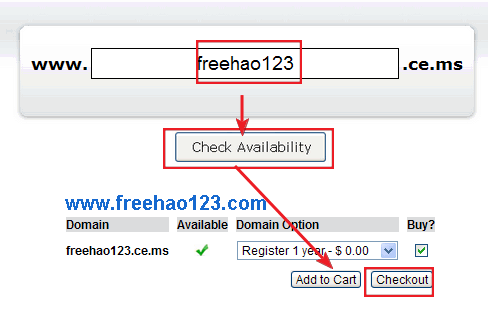 www. freehao123 .ce.ms
Check Availability
www.freehao123.com
Domain Available Domain Option Buy?
freehao123.ce.ms Register 1 year - $ 0.00
Add to Cart Checkout